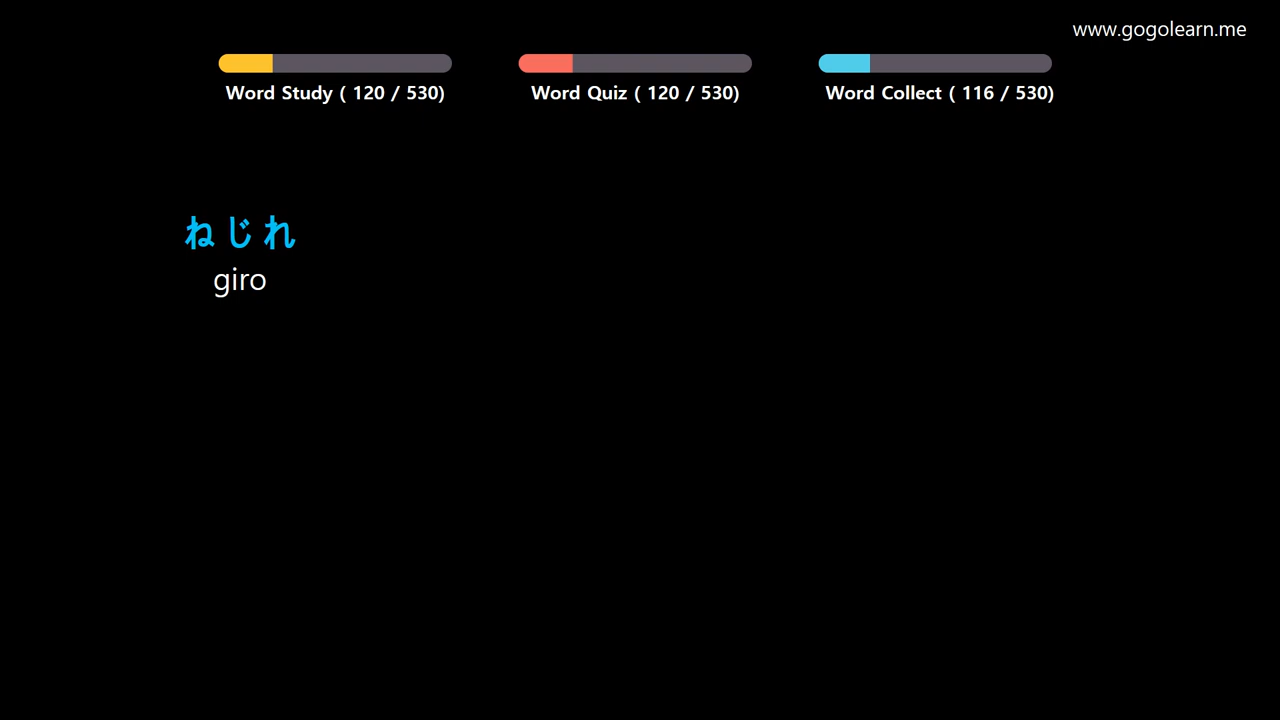 www.gogolearn.me
Word Study ( 120 / 530)
Word Quiz ( 120 / 530)
Word Collect ( 116 / 530)
ねじれ
giro